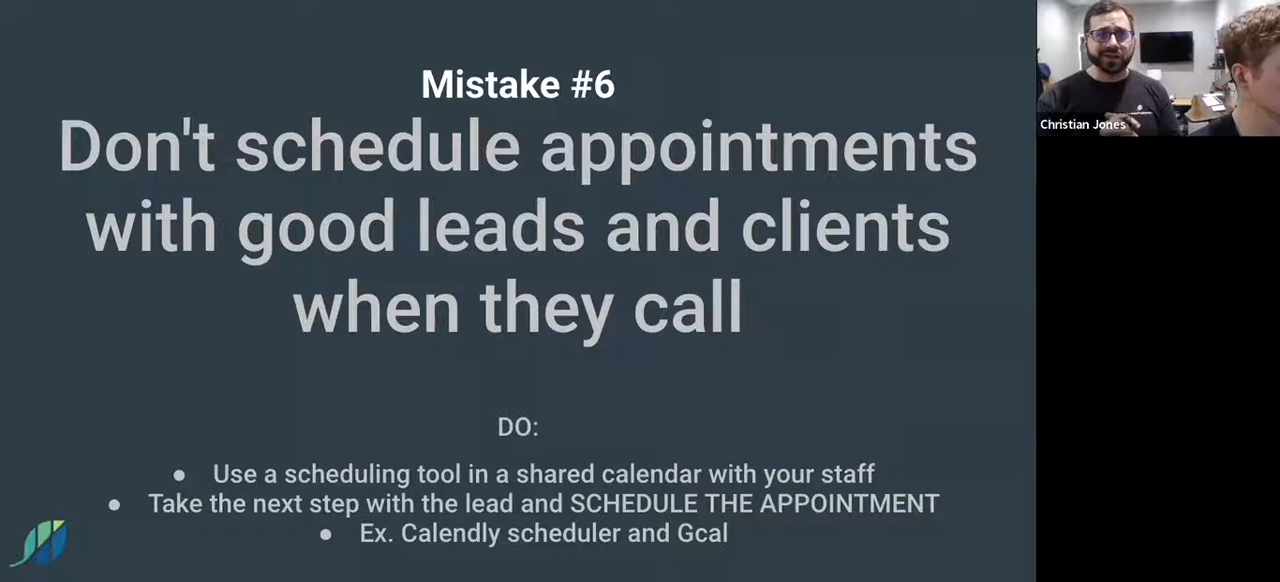 Mistake #6
Don't schedule appointments
with good leads and clients
when they call
DO:
● Use a scheduling tool in a shared calendar with your staff
● Take the next step with the lead and SCHEDULE THE APPOINTMENT
● Ex. Calendly scheduler and Gcal
Christian Jones